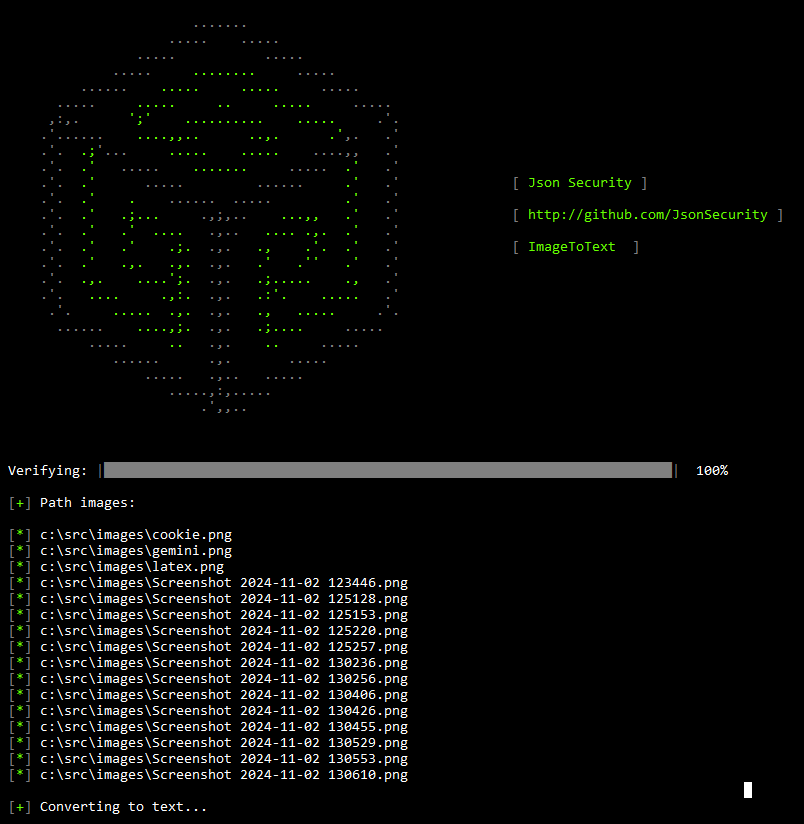 [ Json Security ]
[ http://github.com/JsonSecurity ]
[ ImageToText  ]
Verifying: | |  100%
[+] Path images:
[*] c:\src\images\cookie.png
[*] c:\src\images\gemini.png
[*] c:\src\images\latex.png
[*] c:\src\images\Screenshot 2024-11-02 123446.png
[*] c:\src\images\Screenshot 2024-11-02 125128.png
[*] c:\src\images\Screenshot 2024-11-02 125153.png
[*] c:\src\images\Screenshot 2024-11-02 125220.png
[*] c:\src\images\Screenshot 2024-11-02 125257.png
[*] c:\src\images\Screenshot 2024-11-02 130236.png
[*] c:\src\images\Screenshot 2024-11-02 130256.png
[*] c:\src\images\Screenshot 2024-11-02 130406.png
[*] c:\src\images\Screenshot 2024-11-02 130426.png
[*] c:\src\images\Screenshot 2024-11-02 130455.png
[*] c:\src\images\Screenshot 2024-11-02 130529.png
[*] c:\src\images\Screenshot 2024-11-02 130553.png
[*] c:\src\images\Screenshot 2024-11-02 130610.png
[+] Converting to text...